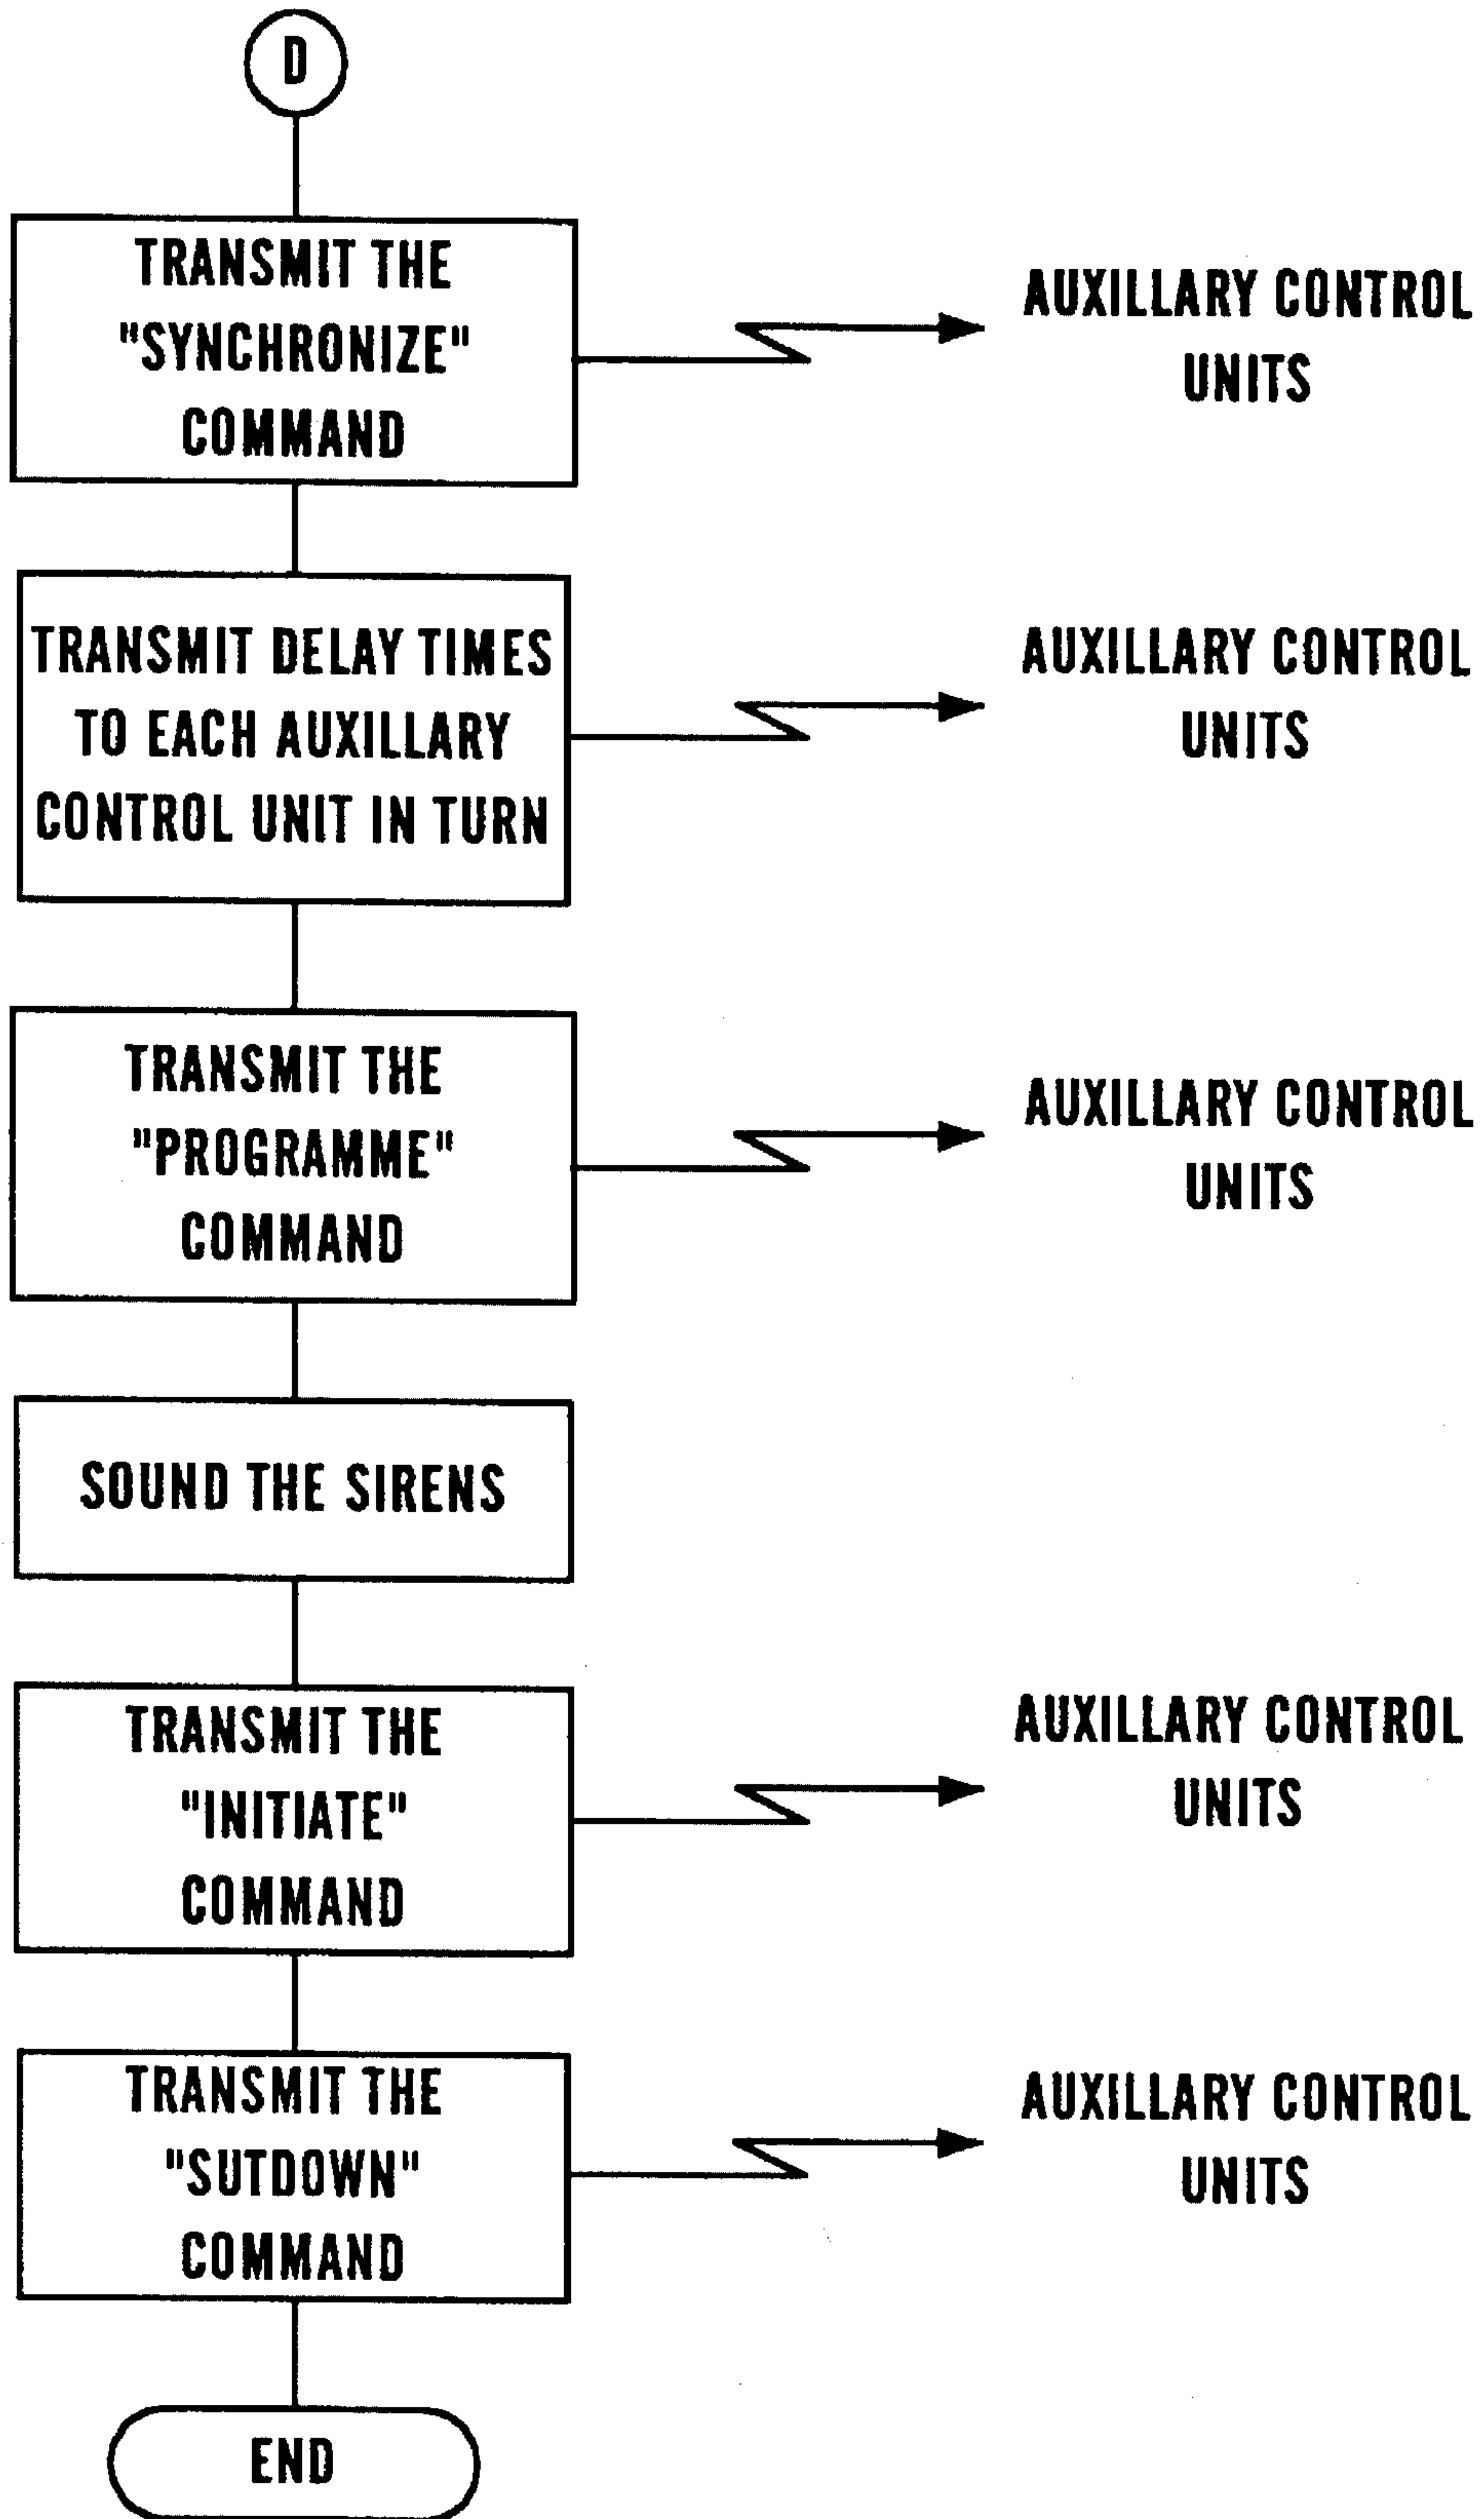 D
TRANSMIT THE
"SYNCHRONIZE"
COMMAND
AUXILLARY CONTROL
UNITS
TRANSMIT DELAY TIMES
TO EACH AUXILLARY
CONTROL UNIT IN TURN
AUXILLARY CONTROL
UNITS
TRANSMIT THE
"PROGRAMME"
COMMAND
AUXILLARY CONTROL
UNITS
SOUND THE SIRENS
TRANSMIT THE
"INITIATE"
COMMAND
AUXILLARY CONTROL
UNITS
TRANSMIT THE
"SUTDOWN"
COMMAND
AUXILLARY CONTROL
UNITS
END